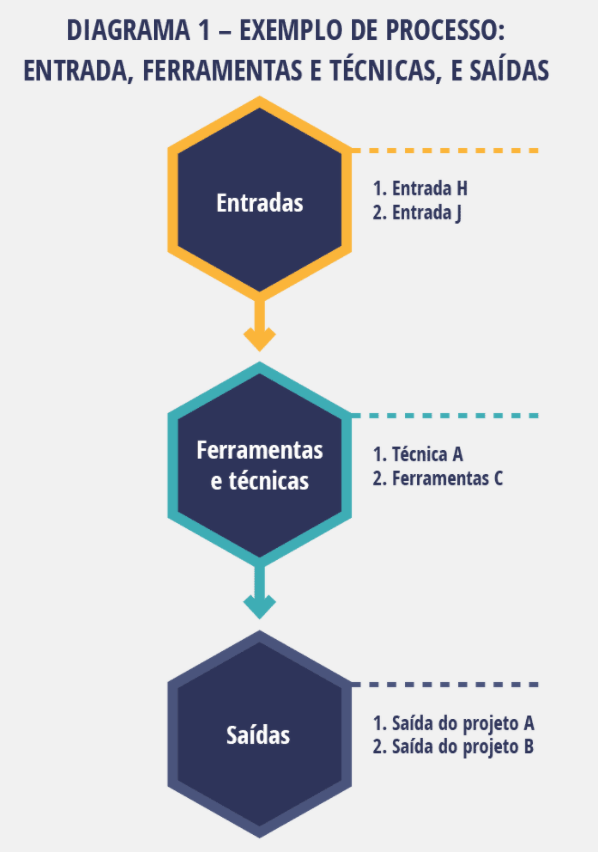 DIAGRAMA 1 – EXEMPLO DE PROCESSO:
ENTRADA, FERRAMENTAS E TÉCNICAS, E SAÍDAS
Entradas
1. Entrada H
2. Entrada J
Ferramentas
e técnicas
1. Técnica A
2. Ferramentas C
Saídas
1. Saída do projeto A
2. Saída do projeto B